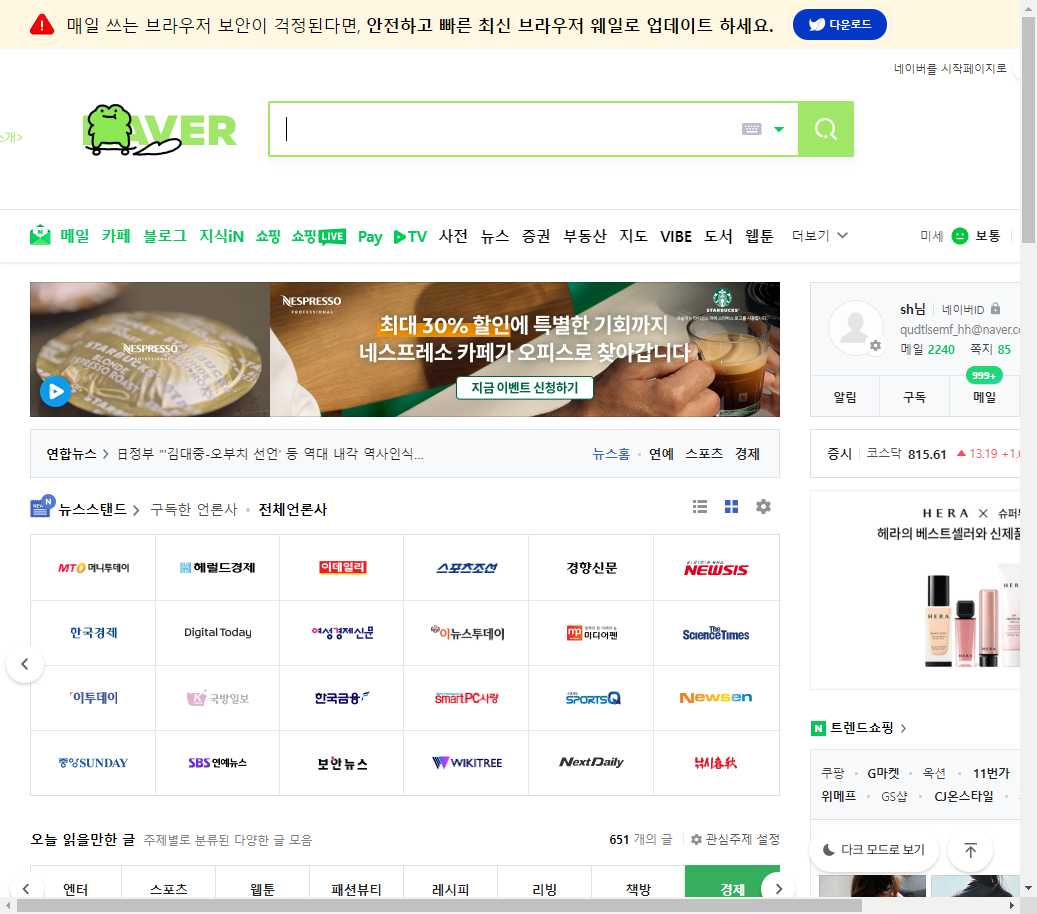 매일 쓰는 브라우저 보안이 걱정된다면, 안전하고 빠른 최신 브라우저 웨일로 업데이트 하세요. 다운로드
네이버를 시작페이지로
소개>
NAVER
메일 카페 블로그 지식iN 쇼핑 쇼핑LIVE Pay TV 사전 뉴스 증권 부동산 지도 VIBE 도서 웹툰 더보기 미세 보통
NESPRESSO
PROFESSIONAL
STARBUCKS
최대 30% 할인에 특별한 기회까지
네스프레소 카페가 오피스로 찾아갑니다
지금 이벤트 신청하기
sh님 네이버ID
qudtlsemf_hh@naver.co
메일 2240 쪽지 85
999+
알림 구독 메일
연합뉴스 > 日정부 "'김대중-오부치 선언' 등 역대 내각 역사인식...
뉴스홈 연예 스포츠 경제
증시 코스닥 815.61 13.19
뉴스스탠드 > 구독한 언론사 전체언론사
HERA × 슈퍼
헤라의 베스트셀러와 신제품
MTO 머니투데이 헤럴드경제 이데일리 스포츠조선 경향신문 NEWSIS
한국경제 Digital Today 여성경제신문 이뉴스투데이 mp 미디어펜 The ScienceTimes
이투데이 국방일보 한국금융 smartPC사랑 SPORTSQ Newsen
중앙SUNDAY SBS연예뉴스 보안뉴스 WIKITREE NextDaily 낚시춘추
트렌드쇼핑 >
쿠팡 G마켓 옥션 11번가
위메프 GS샵 CJ온스타일
오늘 읽을만한 글 주제별로 분류된 다양한 글 모음
651 개의 글 관심주제 설정
다크 모드로 보기
엔터 스포츠 웹툰 패션뷰티 레시피 리빙 책방 경제